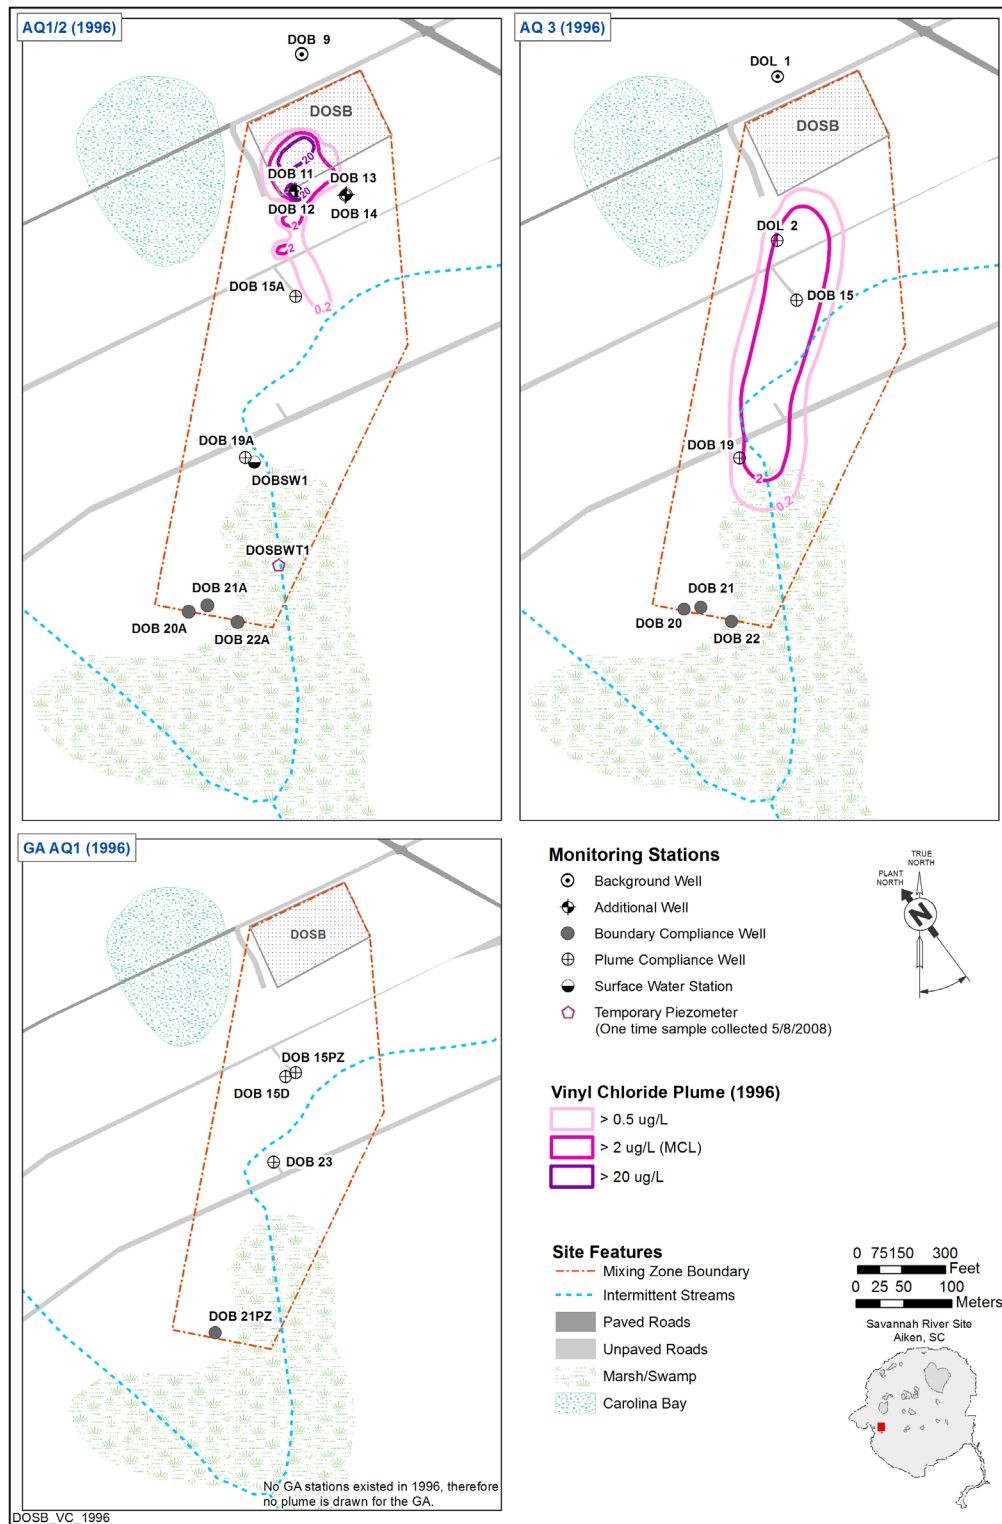 AQ1/2 (1996)
DOB 9
DOSB
20
DOB 11
DOB 13
20
DOB 12
DOB 14
2
2
DOB 15A
0.2
DOB 19A
DOBSW1
DOSBWT1
DOB 21A
DOB 20A
DOB 22A
AQ 3 (1996)
DOL 1
DOSB
DOL 2
DOB 15
DOB 19
2
0.2
DOB 21
DOB 20
DOB 22
GA AQ1 (1996)
DOSB
DOB 15PZ
DOB 15D
DOB 23
DOB 21PZ
No GA stations existed in 1996, therefore
no plume is drawn for the GA.
DOSB_VC_1996
Monitoring Stations
Background Well
Additional Well
Boundary Compliance Well
Plume Compliance Well
Surface Water Station
Temporary Piezometer
(One time sample collected 5/8/2008)
TRUE
NORTH
PLANT
NORTH
N
Vinyl Chloride Plume (1996)
> 0.5 ug/L
> 2 ug/L (MCL)
> 20 ug/L
Site Features
Mixing Zone Boundary
Intermittent Streams
Paved Roads
Unpaved Roads
Marsh/Swamp
Carolina Bay
0 75 150 300
Feet
0 25 50 100
Meters
Savannah River Site
Aiken, SC